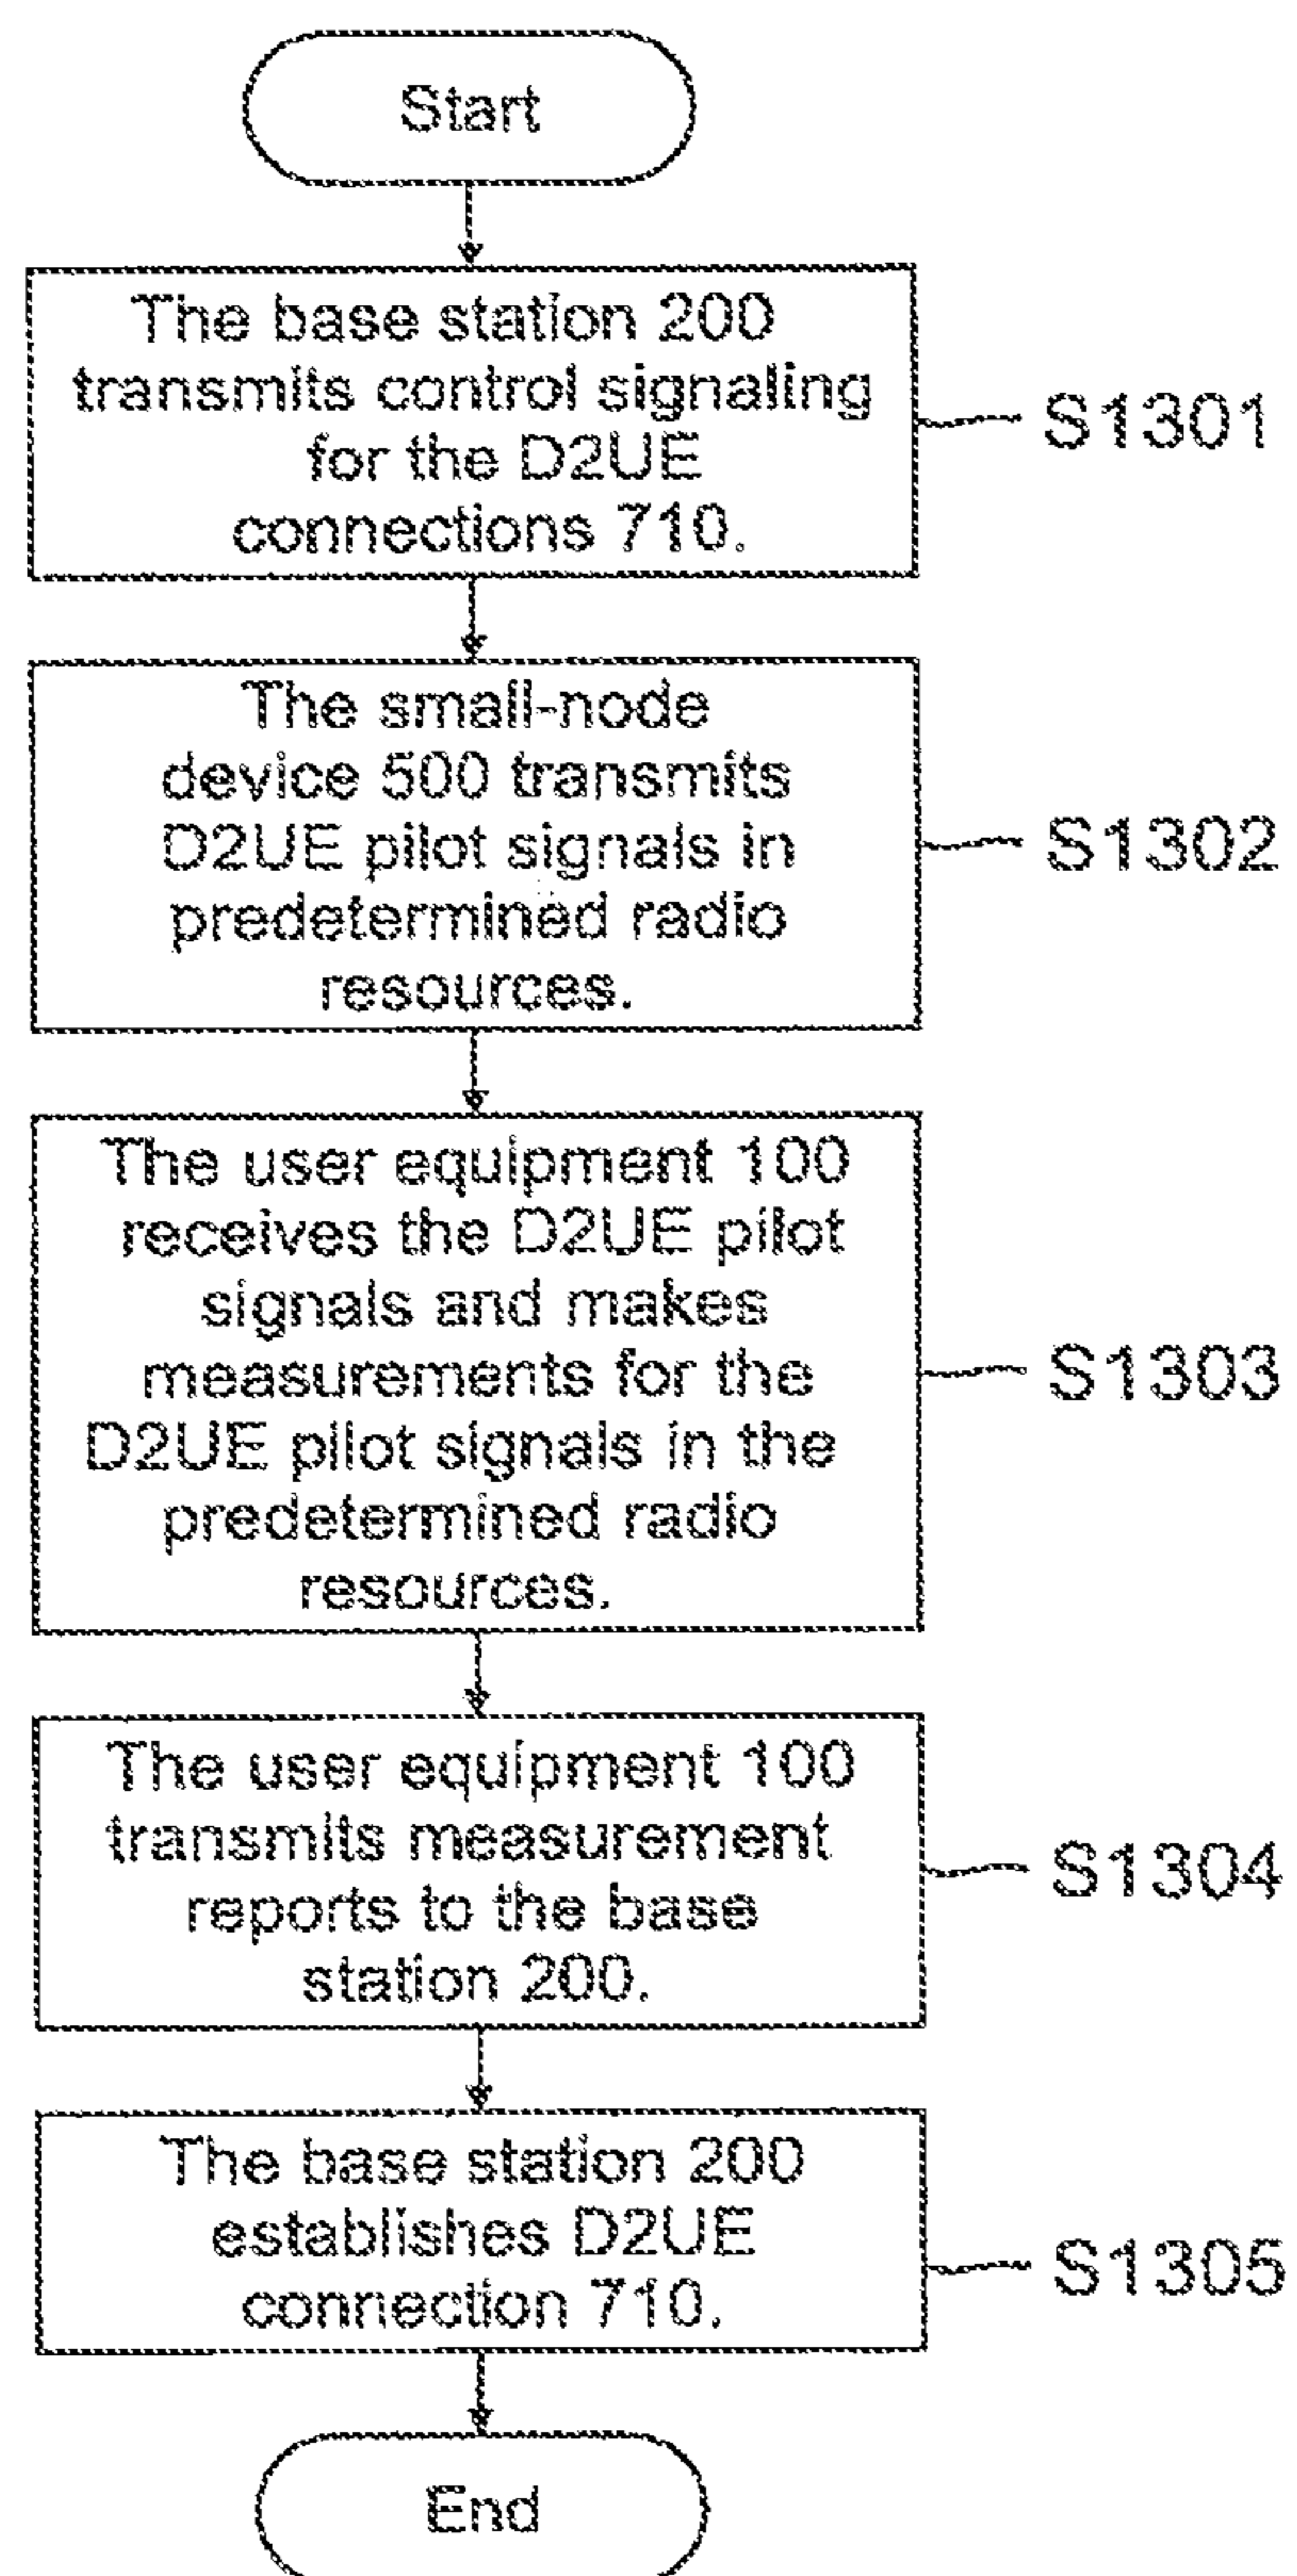 Start
The base station 200
transmits control signaling
for the D2UE
connections 710.
S1301
The small-node
device 500 transmits
D2UE pilot signals in
predetermined radio
resources.
S1302
The user equipment 100
receives the D2UE pilot
signals and makes
measurements for the
D2UE pilot signals in the
predetermined radio
resources.
S1303
The user equipment 100
transmits measurement
reports to the base
station 200.
S1304
The base station 200
establishes D2UE
connection 710.
S1305
End